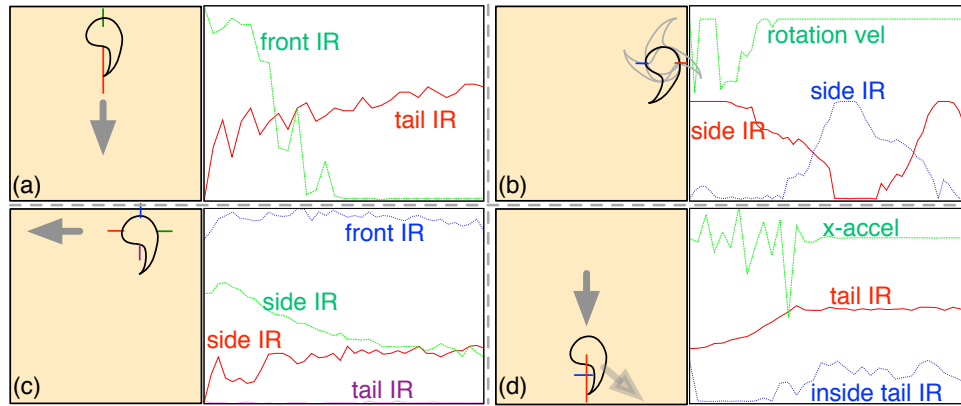 front IR
tail IR
(a)
rotation vel
side IR
side IR
(b)
front IR
side IR
side IR
tail IR
(c)
x-accel
tail IR
inside tail IR
(d)